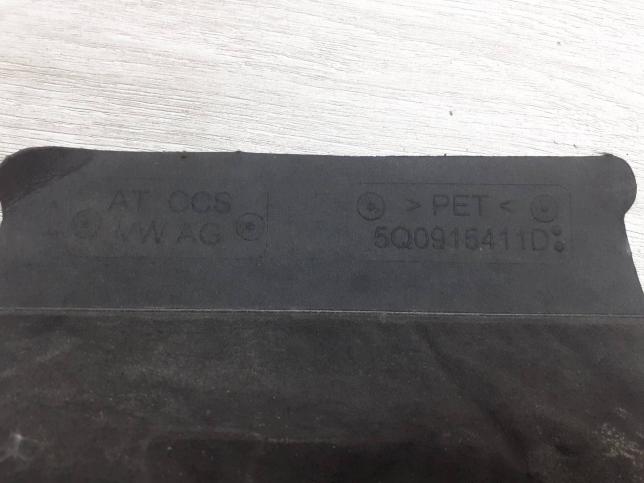 AT CCS
VW AG
> PET <
5Q0915411D